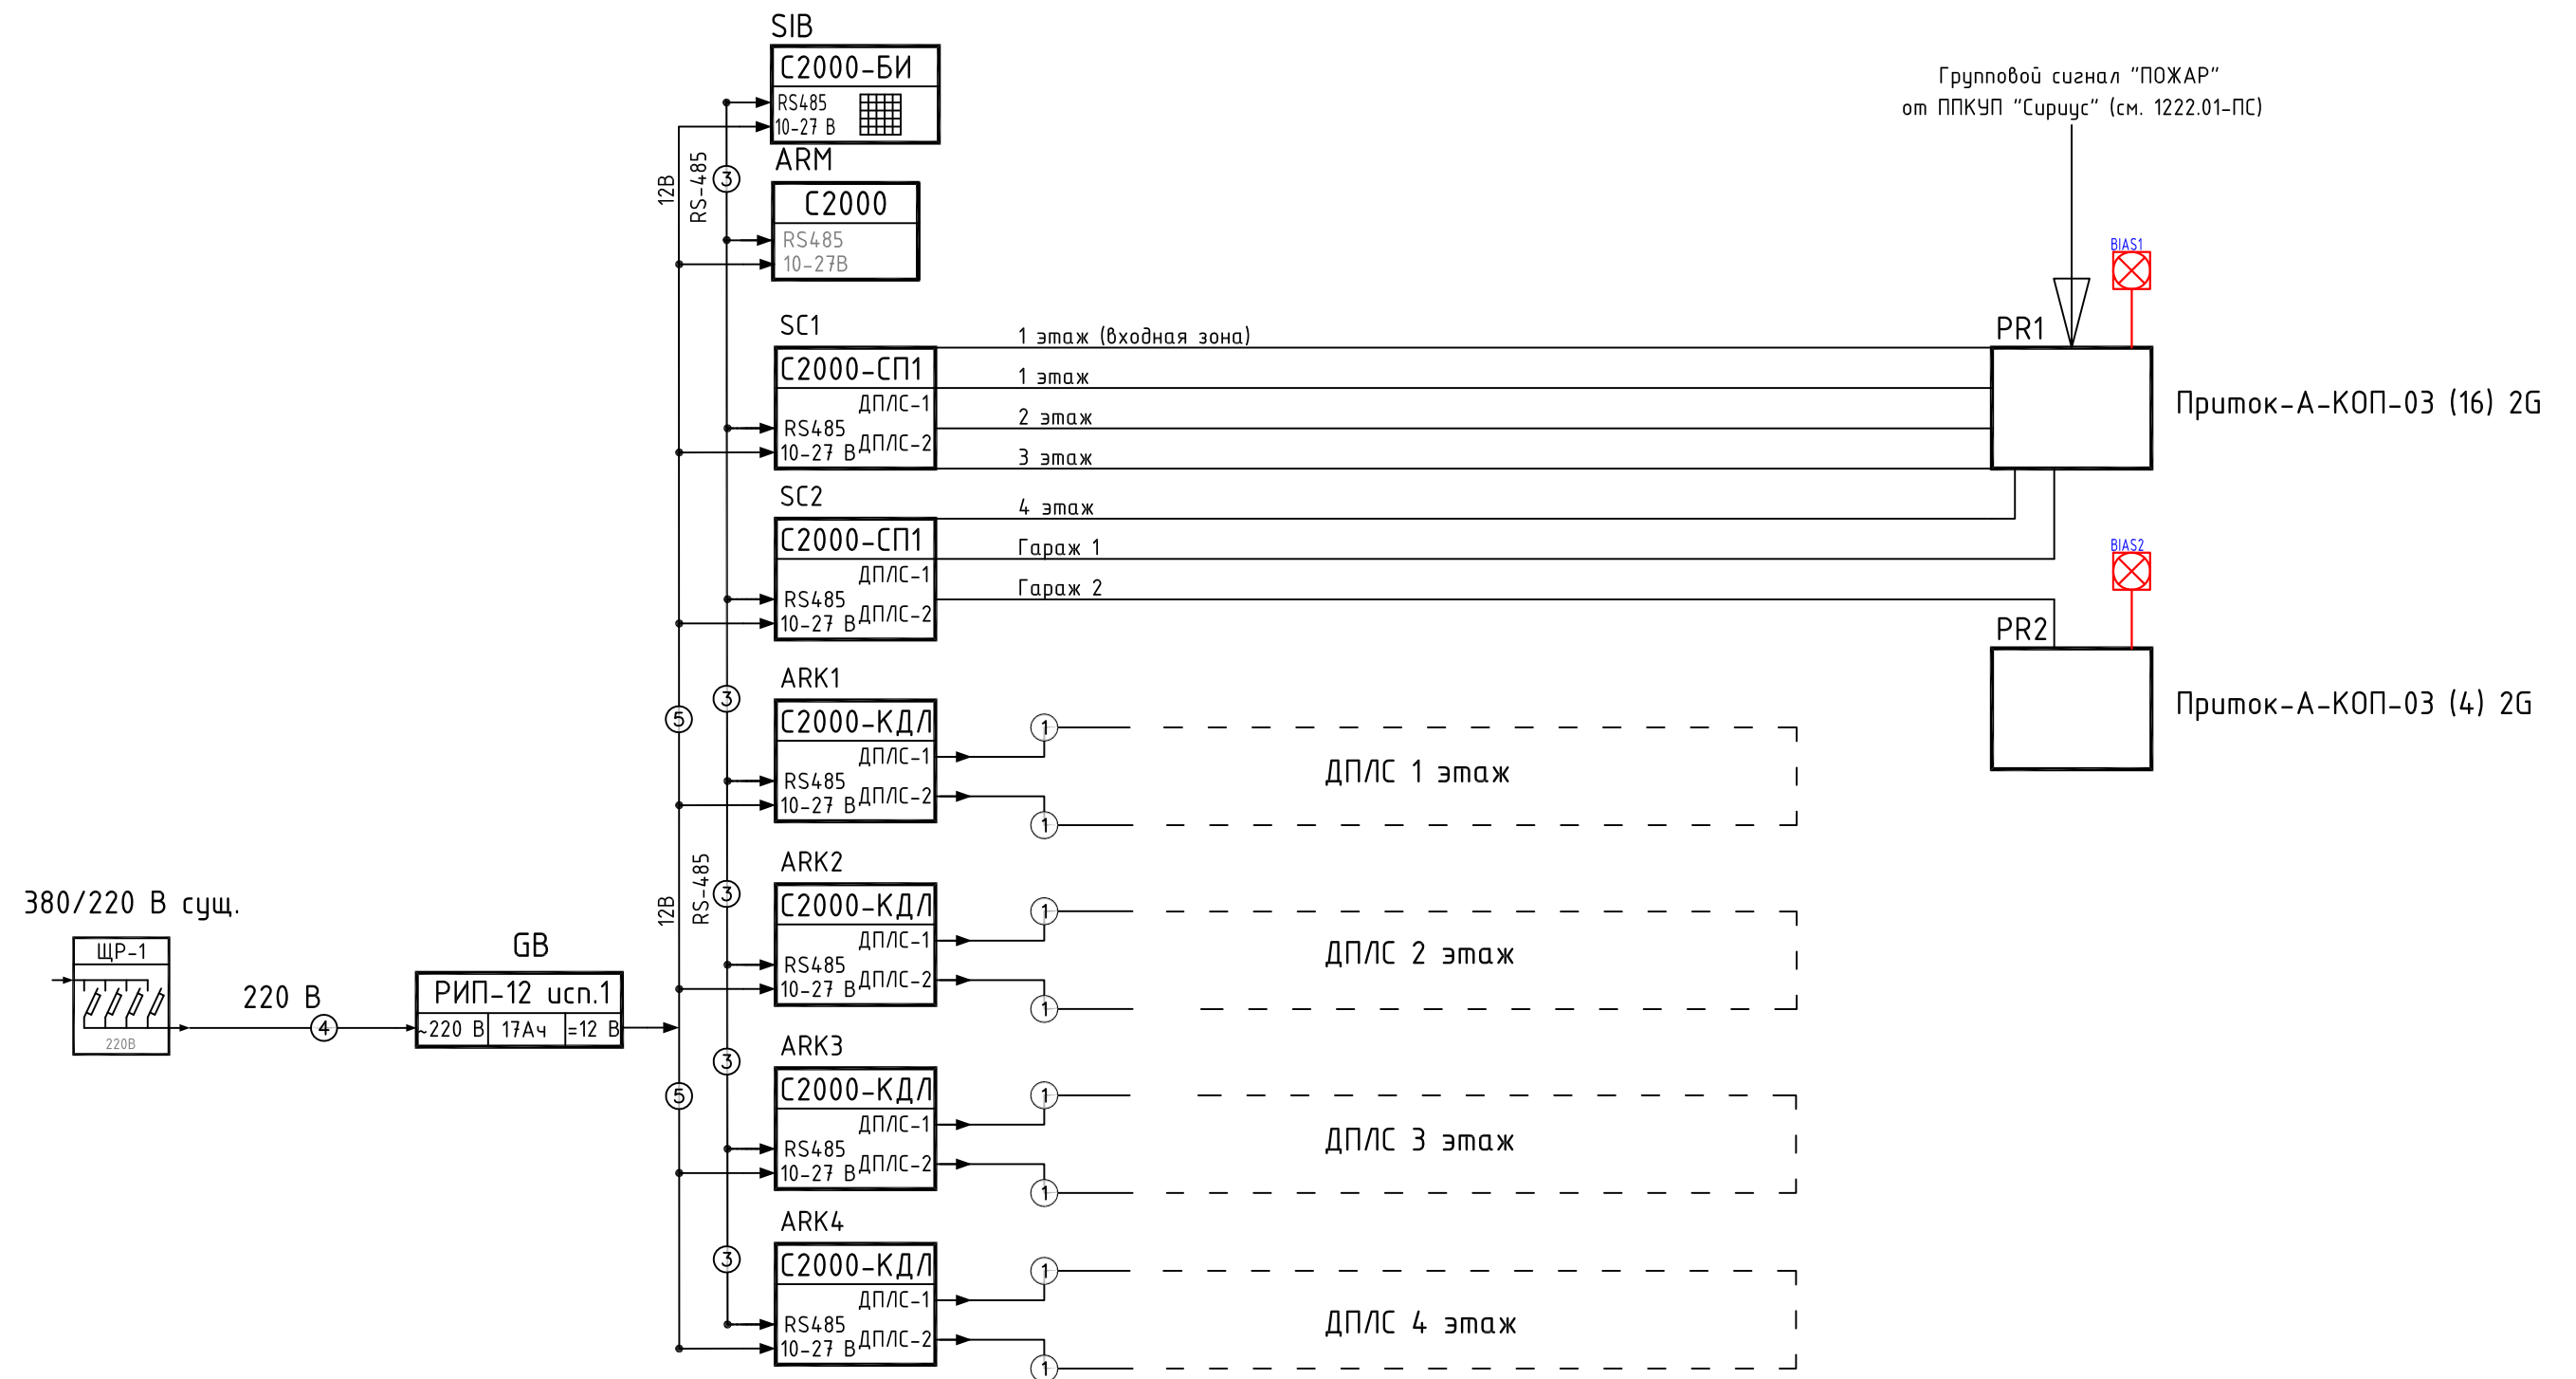 SIB
С2000-БИ
RS485
10-27 В
ARM
С2000
RS485
10-27В
12В
RS-485
3
Групповой сигнал "ПОЖАР"
от ППКУП "Сириус" (см. 1222.01-ПС)
BIAS1
PR1
Приток-А-КОП-03 (16) 2G
SC1
С2000-СП1
ДПЛС-1
RS485
ДПЛС-2
10-27 В
1 этаж (входная зона)
1 этаж
2 этаж
3 этаж
SC2
С2000-СП1
ДПЛС-1
RS485
ДПЛС-2
10-27 В
4 этаж
Гараж 1
Гараж 2
BIAS2
PR2
Приток-А-КОП-03 (4) 2G
3
5
ARK1
С2000-КДЛ
ДПЛС-1
RS485
ДПЛС-2
10-27 В
1
1
ДПЛС 1 этаж
12В
RS-485
3
ARK2
С2000-КДЛ
ДПЛС-1
RS485
ДПЛС-2
10-27 В
1
1
ДПЛС 2 этаж
380/220 В сущ.
ЩР-1
220В
220 В
4
GB
РИП-12 исп.1
~220 В
17Ач
=12 В
3
5
ARK3
С2000-КДЛ
ДПЛС-1
RS485
ДПЛС-2
10-27 В
1
1
ДПЛС 3 этаж
3
ARK4
С2000-КДЛ
ДПЛС-1
RS485
ДПЛС-2
10-27 В
1
1
ДПЛС 4 этаж